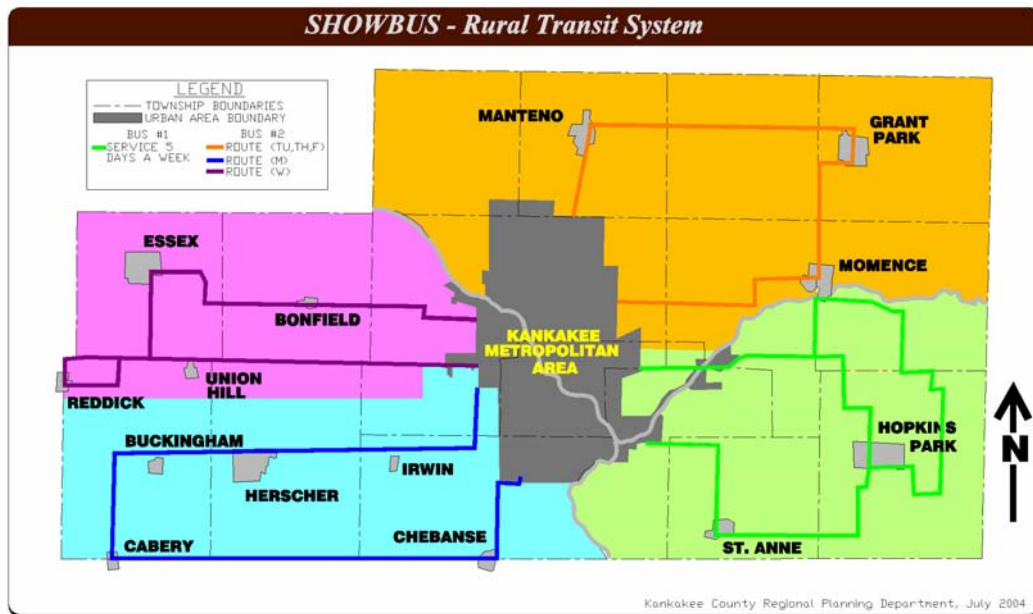 SHOWBUS - Rural Transit System
LEGEND
TOWNSHIP BOUNDARIES
URBAN AREA BOUNDARY
BUS #1
BUS #2
SERVICE 5
DAYS A WEEK
ROUTE (TU,TH,F)
ROUTE (M)
ROUTE (W)
MANTENO
GRANT
PARK
ESSEX
MOMENCE
BONFIELD
KANKAKEE
METROPOLITAN
AREA
UNION
HILL
REDDICK
BUCKINGHAM
HOPKINS
PARK
N
IRWIN
HERSCHER
CHEBANSE
CABERY
ST. ANNE
Kankakee County Regional Planning Department, July 2004